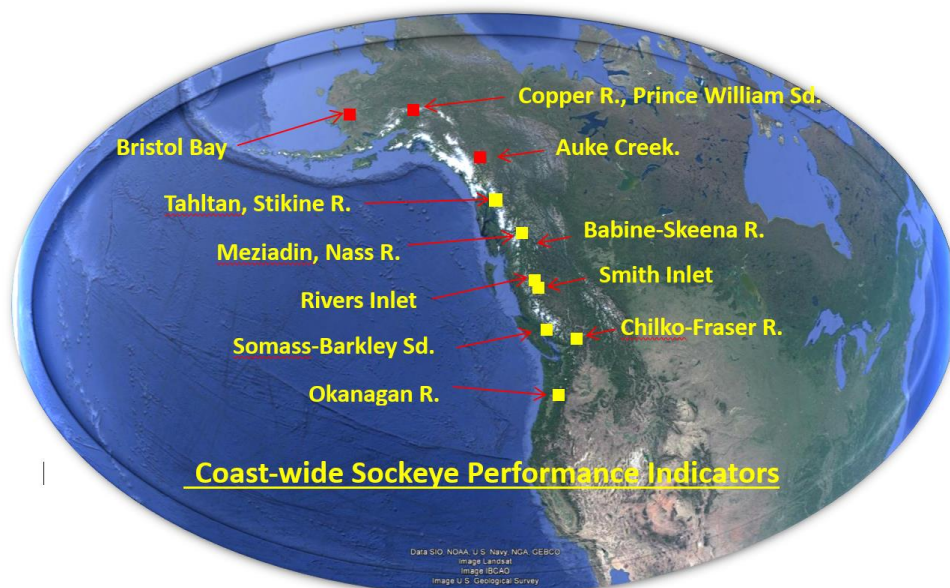 Copper R., Prince William Sd.
Bristol Bay
Auke Creek.
Tahltan, Stikine R.
Babine-Skeena R.
Meziadin, Nass R.
Smith Inlet
Rivers Inlet
Chilko-Fraser R.
Somass-Barkley Sd.
Okanagan R.
Coast-wide Sockeye Performance Indicators
Data SIO, NOAA, U.S. Navy, NGA, GEBCO
Image Landsat
Image IBCAO
Image U.S. Geological Survey